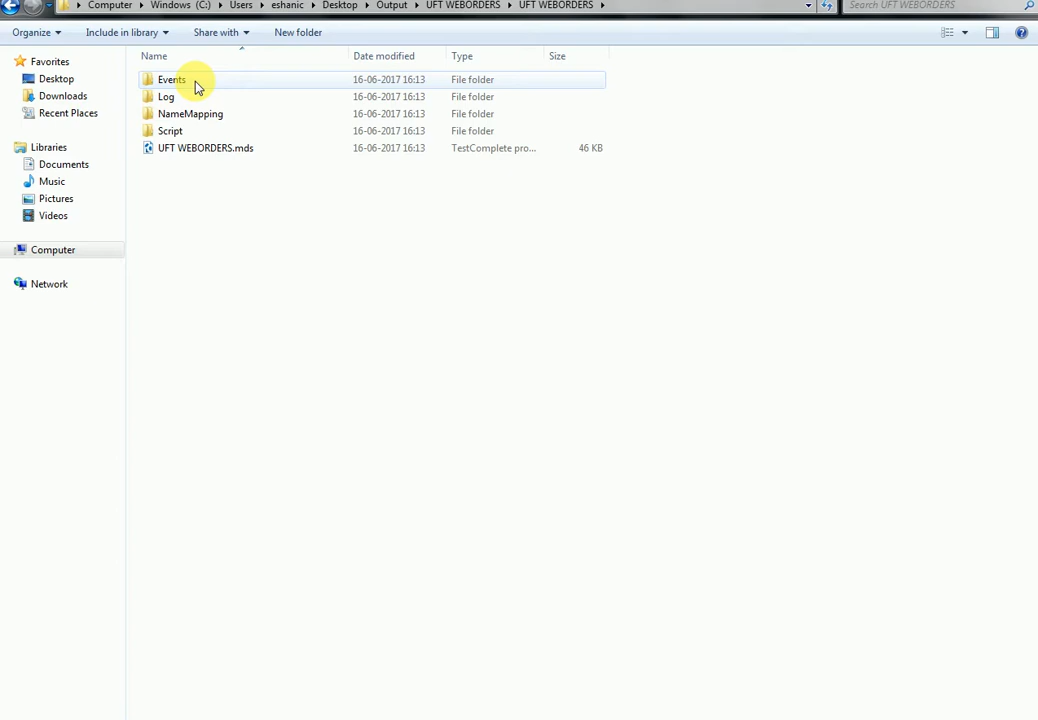 Computer Windows (C:) Users eshanic Desktop Output UFT WEBORDERS UFT WEBORDERS Search UFT WEBORDERS
Organize Include in library Share with New folder
Name Date modified Type Size
Favorites
Desktop
Downloads
Recent Places
Libraries
Documents
Music
Pictures
Videos
Computer
Network
Events 16-06-2017 16:13 File folder
Log 16-06-2017 16:13 File folder
NameMapping 16-06-2017 16:13 File folder
Script 16-06-2017 16:13 File folder
UFT WEBORDERS.mds 16-06-2017 16:13 TestComplete pro... 46 KB